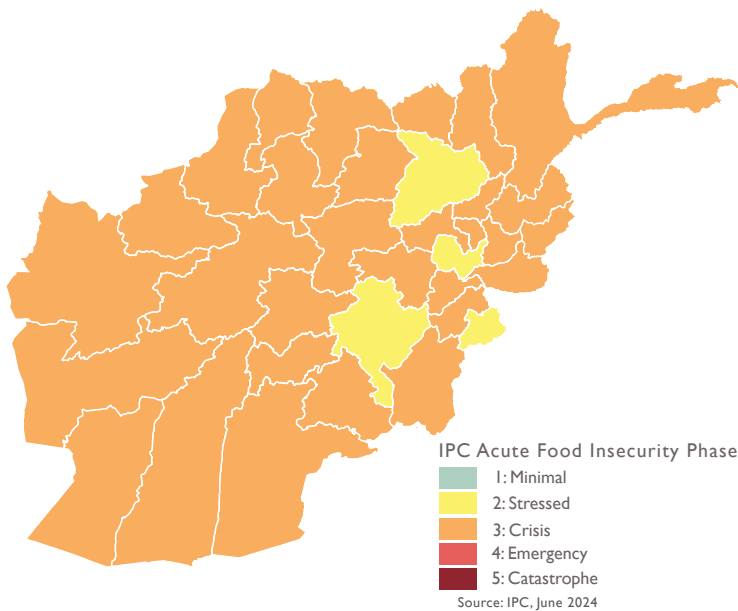 IPC Acute Food Insecurity Phase
1: Minimal
2: Stressed
3: Crisis
4: Emergency
5: Catastrophe
Source: IPC, June 2024